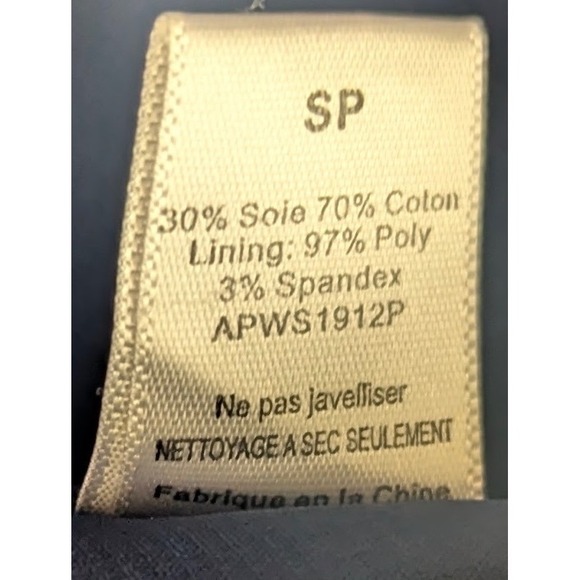 SP
30% Soie 70% Coton
Lining: 97% Poly
3% Spandex
APWS1912P
Ne pas javelliser
NETTOYAGE A SEC SEULEMENT
Fabrique en la Chine